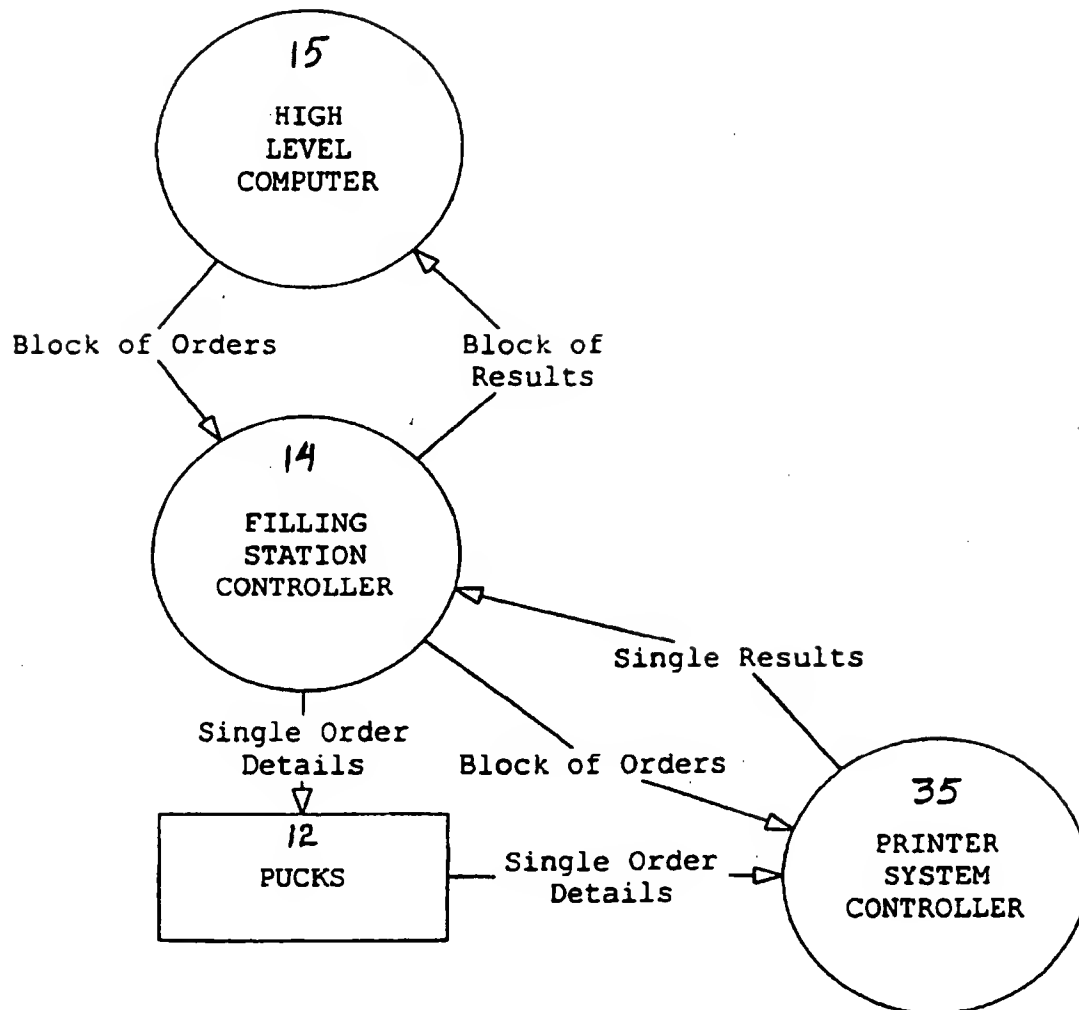 15
HIGH
LEVEL
COMPUTER
Block of Orders
Block of
Results
14
FILLING
STATION
CONTROLLER
Single Results
Single Order
Details
Block of Orders
12
PUCKS
Single Order
Details
35
PRINTER
SYSTEM
CONTROLLER